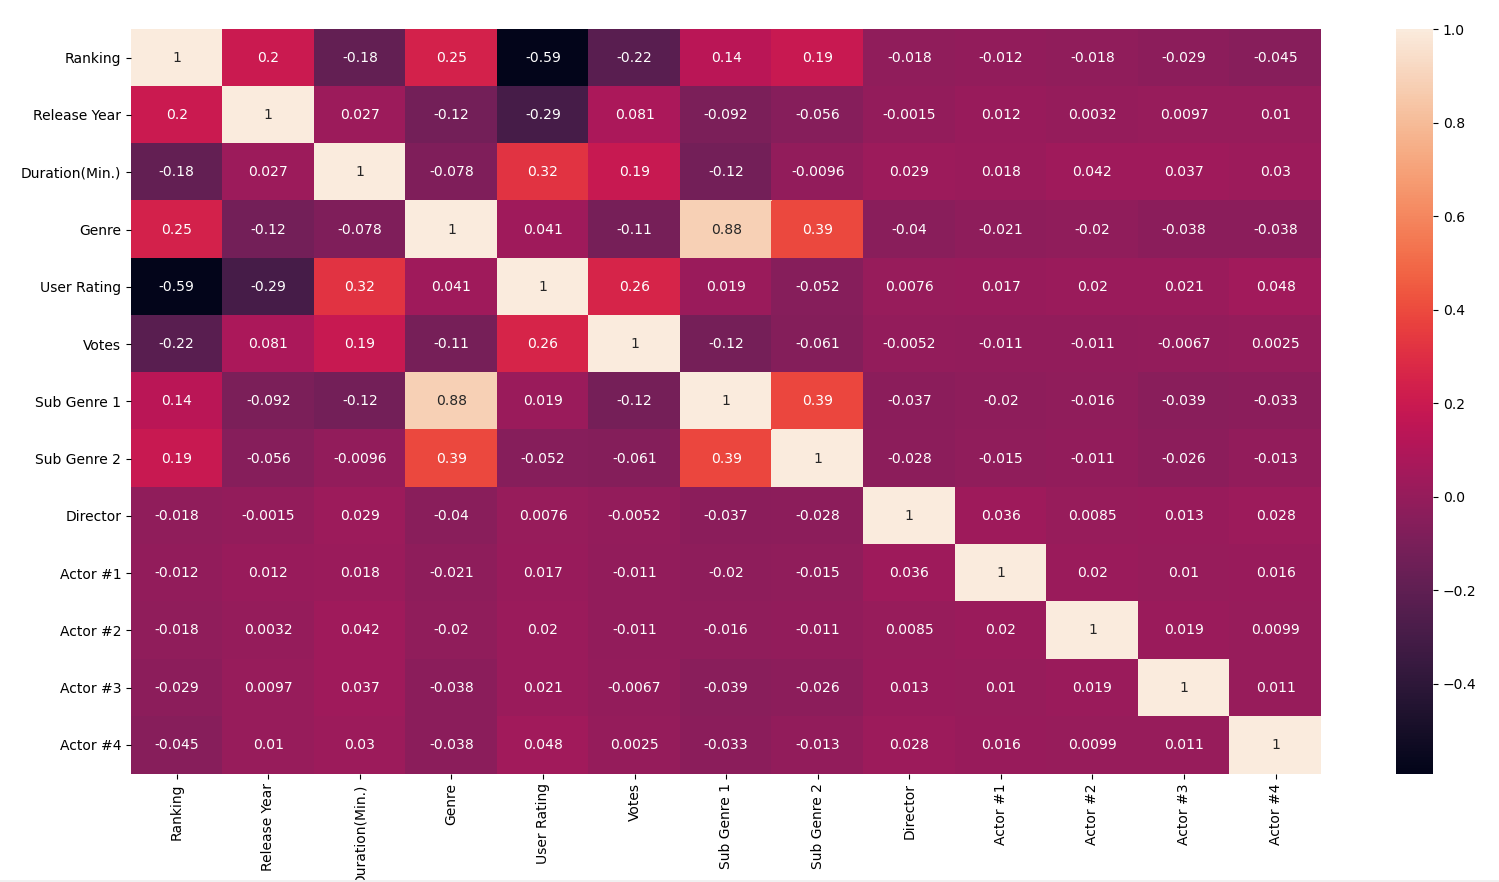 Ranking 1 0.2 -0.18 0.25 -0.59 -0.22 0.14 0.19 -0.018 -0.012 -0.018 -0.029 -0.045
Release Year 0.2 1 0.027 -0.12 -0.29 0.081 -0.092 -0.056 -0.0015 0.012 0.0032 0.0097 0.01
Duration(Min.) -0.18 0.027 1 -0.078 0.32 0.19 -0.12 -0.0096 0.029 0.018 0.042 0.037 0.03
Genre 0.25 -0.12 -0.078 1 0.041 -0.11 0.88 0.39 -0.04 -0.021 -0.02 -0.038 -0.038
User Rating -0.59 -0.29 0.32 0.041 1 0.26 0.019 -0.052 0.0076 0.017 0.02 0.021 0.048
Votes -0.22 0.081 0.19 -0.11 0.26 1 -0.12 -0.061 -0.0052 -0.011 -0.011 -0.0067 0.0025
Sub Genre 1 0.14 -0.092 -0.12 0.88 0.019 -0.12 1 0.39 -0.037 -0.02 -0.016 -0.039 -0.033
Sub Genre 2 0.19 -0.056 -0.0096 0.39 -0.052 -0.061 0.39 1 -0.028 -0.015 -0.011 -0.026 -0.013
Director -0.018 -0.0015 0.029 -0.04 0.0076 -0.0052 -0.037 -0.028 1 0.036 0.0085 0.013 0.028
Actor #1 -0.012 0.012 0.018 -0.021 0.017 -0.011 -0.02 -0.015 0.036 1 0.02 0.01 0.016
Actor #2 -0.018 0.0032 0.042 -0.02 0.02 -0.011 -0.016 -0.011 0.0085 0.02 1 0.019 0.0099
Actor #3 -0.029 0.0097 0.037 -0.038 0.021 -0.0067 -0.039 -0.026 0.013 0.01 0.019 1 0.011
Actor #4 -0.045 0.01 0.03 -0.038 0.048 0.0025 -0.033 -0.013 0.028 0.016 0.0099 0.011 1
Ranking
Release Year
Duration(Min.)
Genre
User Rating
Votes
Sub Genre 1
Sub Genre 2
Director
Actor #1
Actor #2
Actor #3
Actor #4
1.0
0.8
0.6
0.4
0.2
0.0
−0.2
−0.4